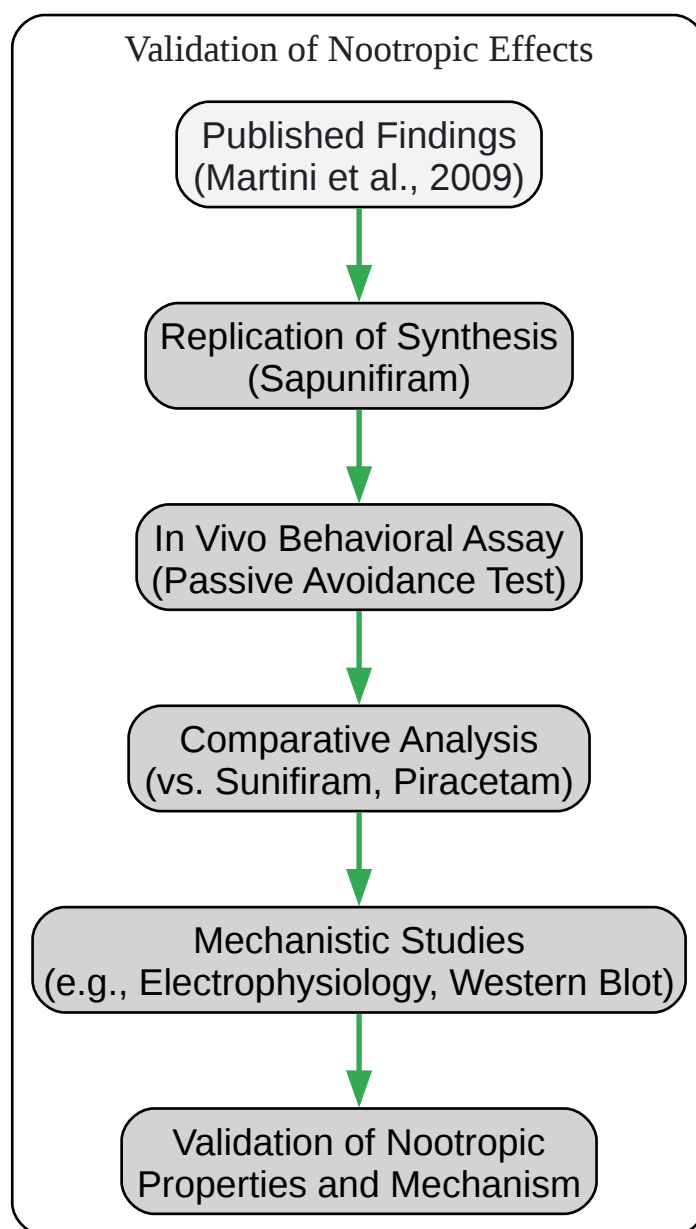 Validation of Nootropic Effects
Published Findings
(Martini et al., 2009)
Replication of Synthesis
(Sapunifiram)
In Vivo Behavioral Assay
(Passive Avoidance Test)
Comparative Analysis
(vs. Sunifiram, Piracetam)
Mechanistic Studies
(e.g., Electrophysiology, Western Blot)
Validation of Nootropic
Properties and Mechanism